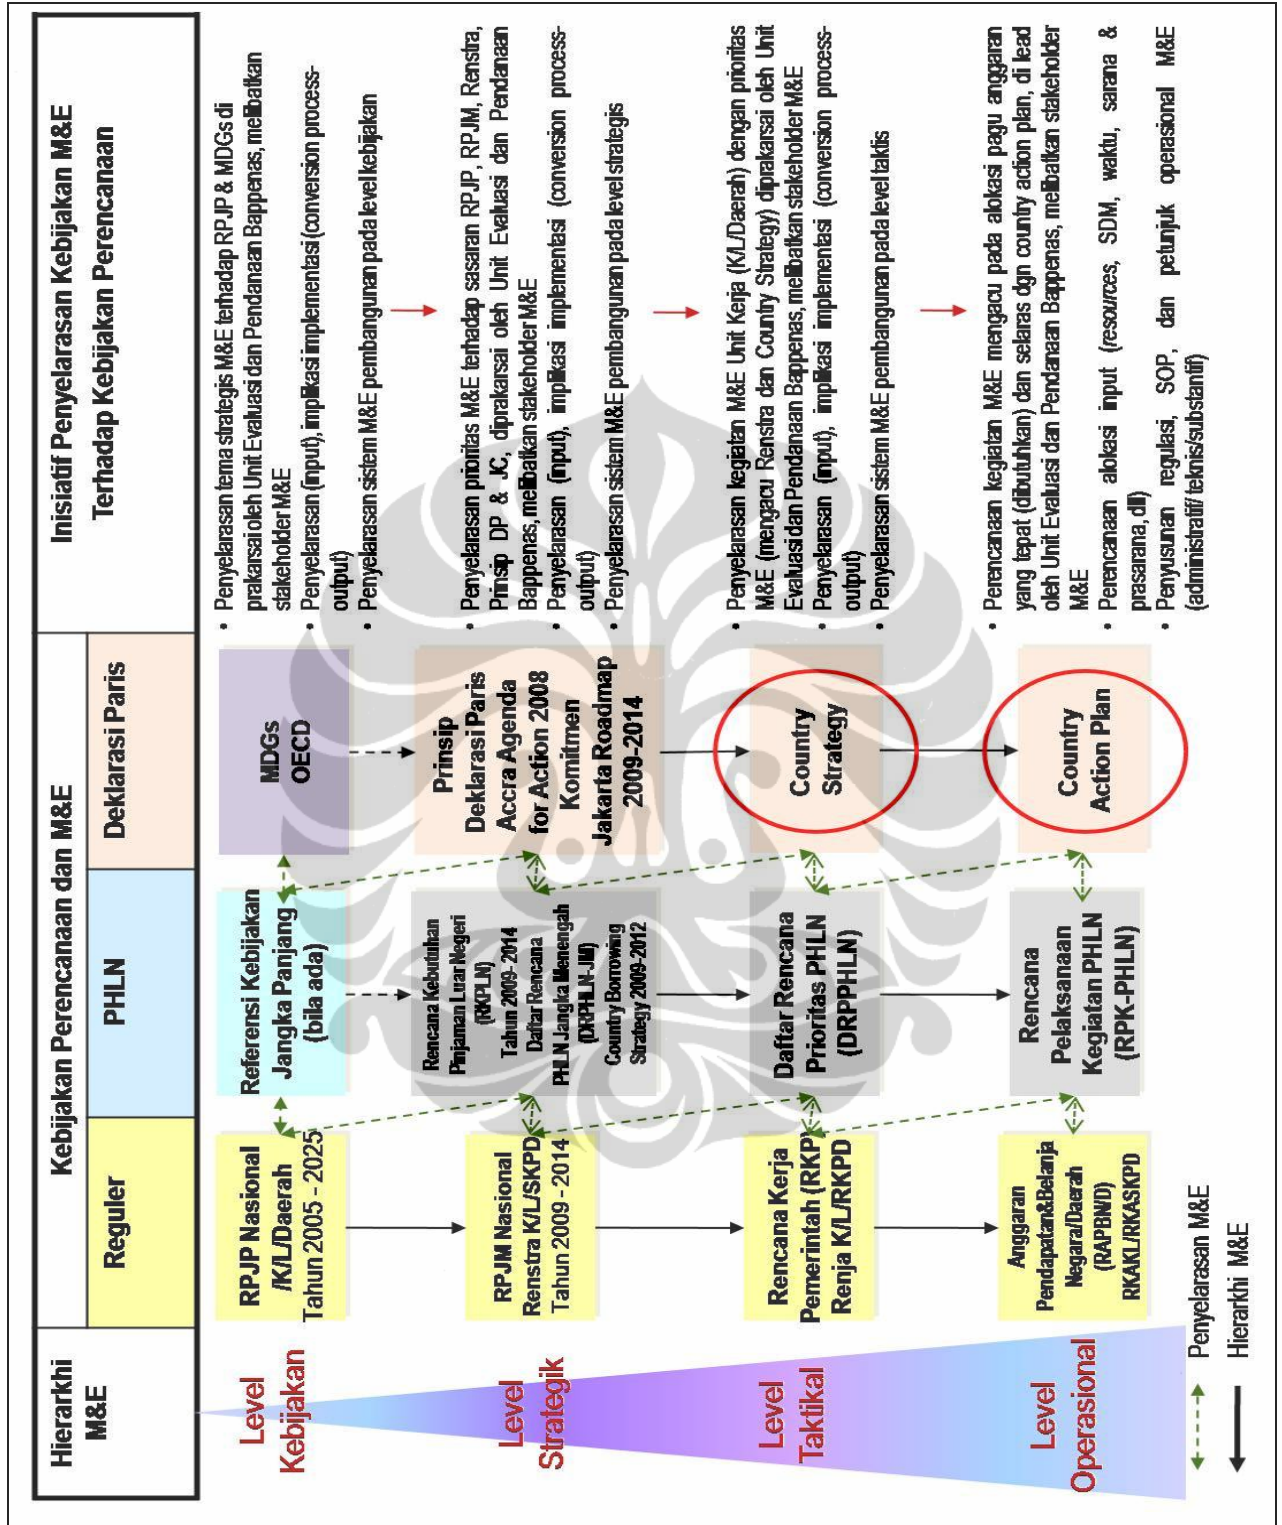 Hierarkhi
M&E
Kebijakan Perencanaan dan M&E
Reguler
PHLN
Deklarasi Paris
Inisiatif Penyelarasan Kebijakan M&E
Terhadap Kebijakan Perencanaan
Level
Kebijakan
RPJP Nasional
/K/L/Daerah
Tahun 2005 - 2025
Referensi Kebijakan
Jangka Panjang
(bila ada)
MDGs
OECD
• Penyelarasan tema strategis M&E terhadap RPJP & MDGs di
prakarsai oleh Unit Evaluasi dan Pendanaan Bappenas, melibatkan
stakeholder M&E
• Penyelarasan (input), implikasi implementasi (conversion process-
output)
• Penyelarasan sistem M&E pembangunan pada level kebijakan
Level
Strategik
RPJM Nasional
Renstra K/L/SKPD
Tahun 2009 - 2014
Rencana Kebutuhan
Pinjaman Luar Negeri
(RKPLN)
Tahun 2009- 2014
Daftar Rencana
PHLN Jangka Menengah
(DRPHLN-JM)
Country Borrowing
Strategy 2009-2012
Prinsip
Deklarasi Paris
Accra Agenda
for Action 2008
Komitmen
Jakarta Roadmap
2009-2014
• Penyelarasan prioritas M&E terhadap sasaran RPJP, RPJM, Renstra,
Prinsip DP & JC, diprakarsai oleh Unit Evaluasi dan Pendanaan
Bappenas, melibatkan stakeholder M&E
• Penyelarasan (input), implikasi implementasi (conversion process-
output)
• Penyelarasan sistem M&E pembangunan pada level strategis
Level
Taktikal
Rencana Kerja
Pemerintah (RKP)
Renja K/L/RKPD
Daftar Rencana
Prioritas PHLN
(DRPPHLN)
Country
Strategy
• Penyelarasan kegiatan M&E Unit Kerja (K/L/Daerah) dengan prioritas
M&E (mengacu Renstra dan Country Strategy) diprakarsai oleh Unit
Evaluasi dan Pendanaan Bappenas, melibatkan stakeholder M&E
• Penyelarasan (input), implikasi implementasi (conversion process-
output)
• Penyelarasan sistem M&E pembangunan pada level taktis
Level
Operasional
Anggaran
Pendapatan&Belanja
Negara/Daerah
(RAPBN/D)
RKAKL/RKASKPD
Rencana
Pelaksanaan
Kegiatan PHLN
(RPK-PHLN)
Country
Action Plan
• Perencanaan kegiatan M&E mengacu pada alokasi pagu anggaran
yang tepat (dibutuhkan) dan selaras dgn country action plan, di lead
oleh Unit Evaluasi dan Pendanaan Bappenas, melibatkan stakeholder
M&E
• Perencanaan alokasi input (resources, SDM, waktu, sarana &
prasarana, dll)
• Penyusunan regulasi, SOP, dan petunjuk operasional M&E
(administratif/ teknis/substantif)
Penyelarasan M&E
Hierarkhi M&E